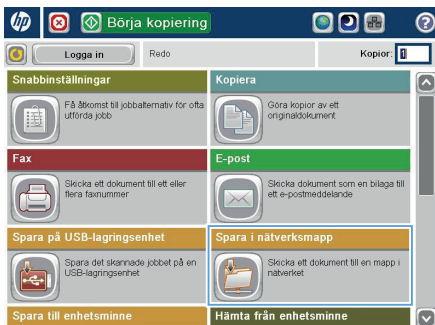 hp Börja kopiering ?
Logga in Redo Kopior: 1
Snabbinställningar Kopiera
Få åtkomst till jobbalternativ för ofta utförda jobb
Göra kopior av ett originaldokument
Fax E-post
Skicka ett dokument till ett eller flera faxnummer
Skicka dokument som en bilaga till ett e-postmeddelande
Spara på USB-lagringsenhet Spara i nätverksmapp
Spara det skannade jobbet på en USB-lagringsenhet
Skicka ett dokument till en mapp i nätverket
Spara till enhetsminne Hämta från enhetsminne